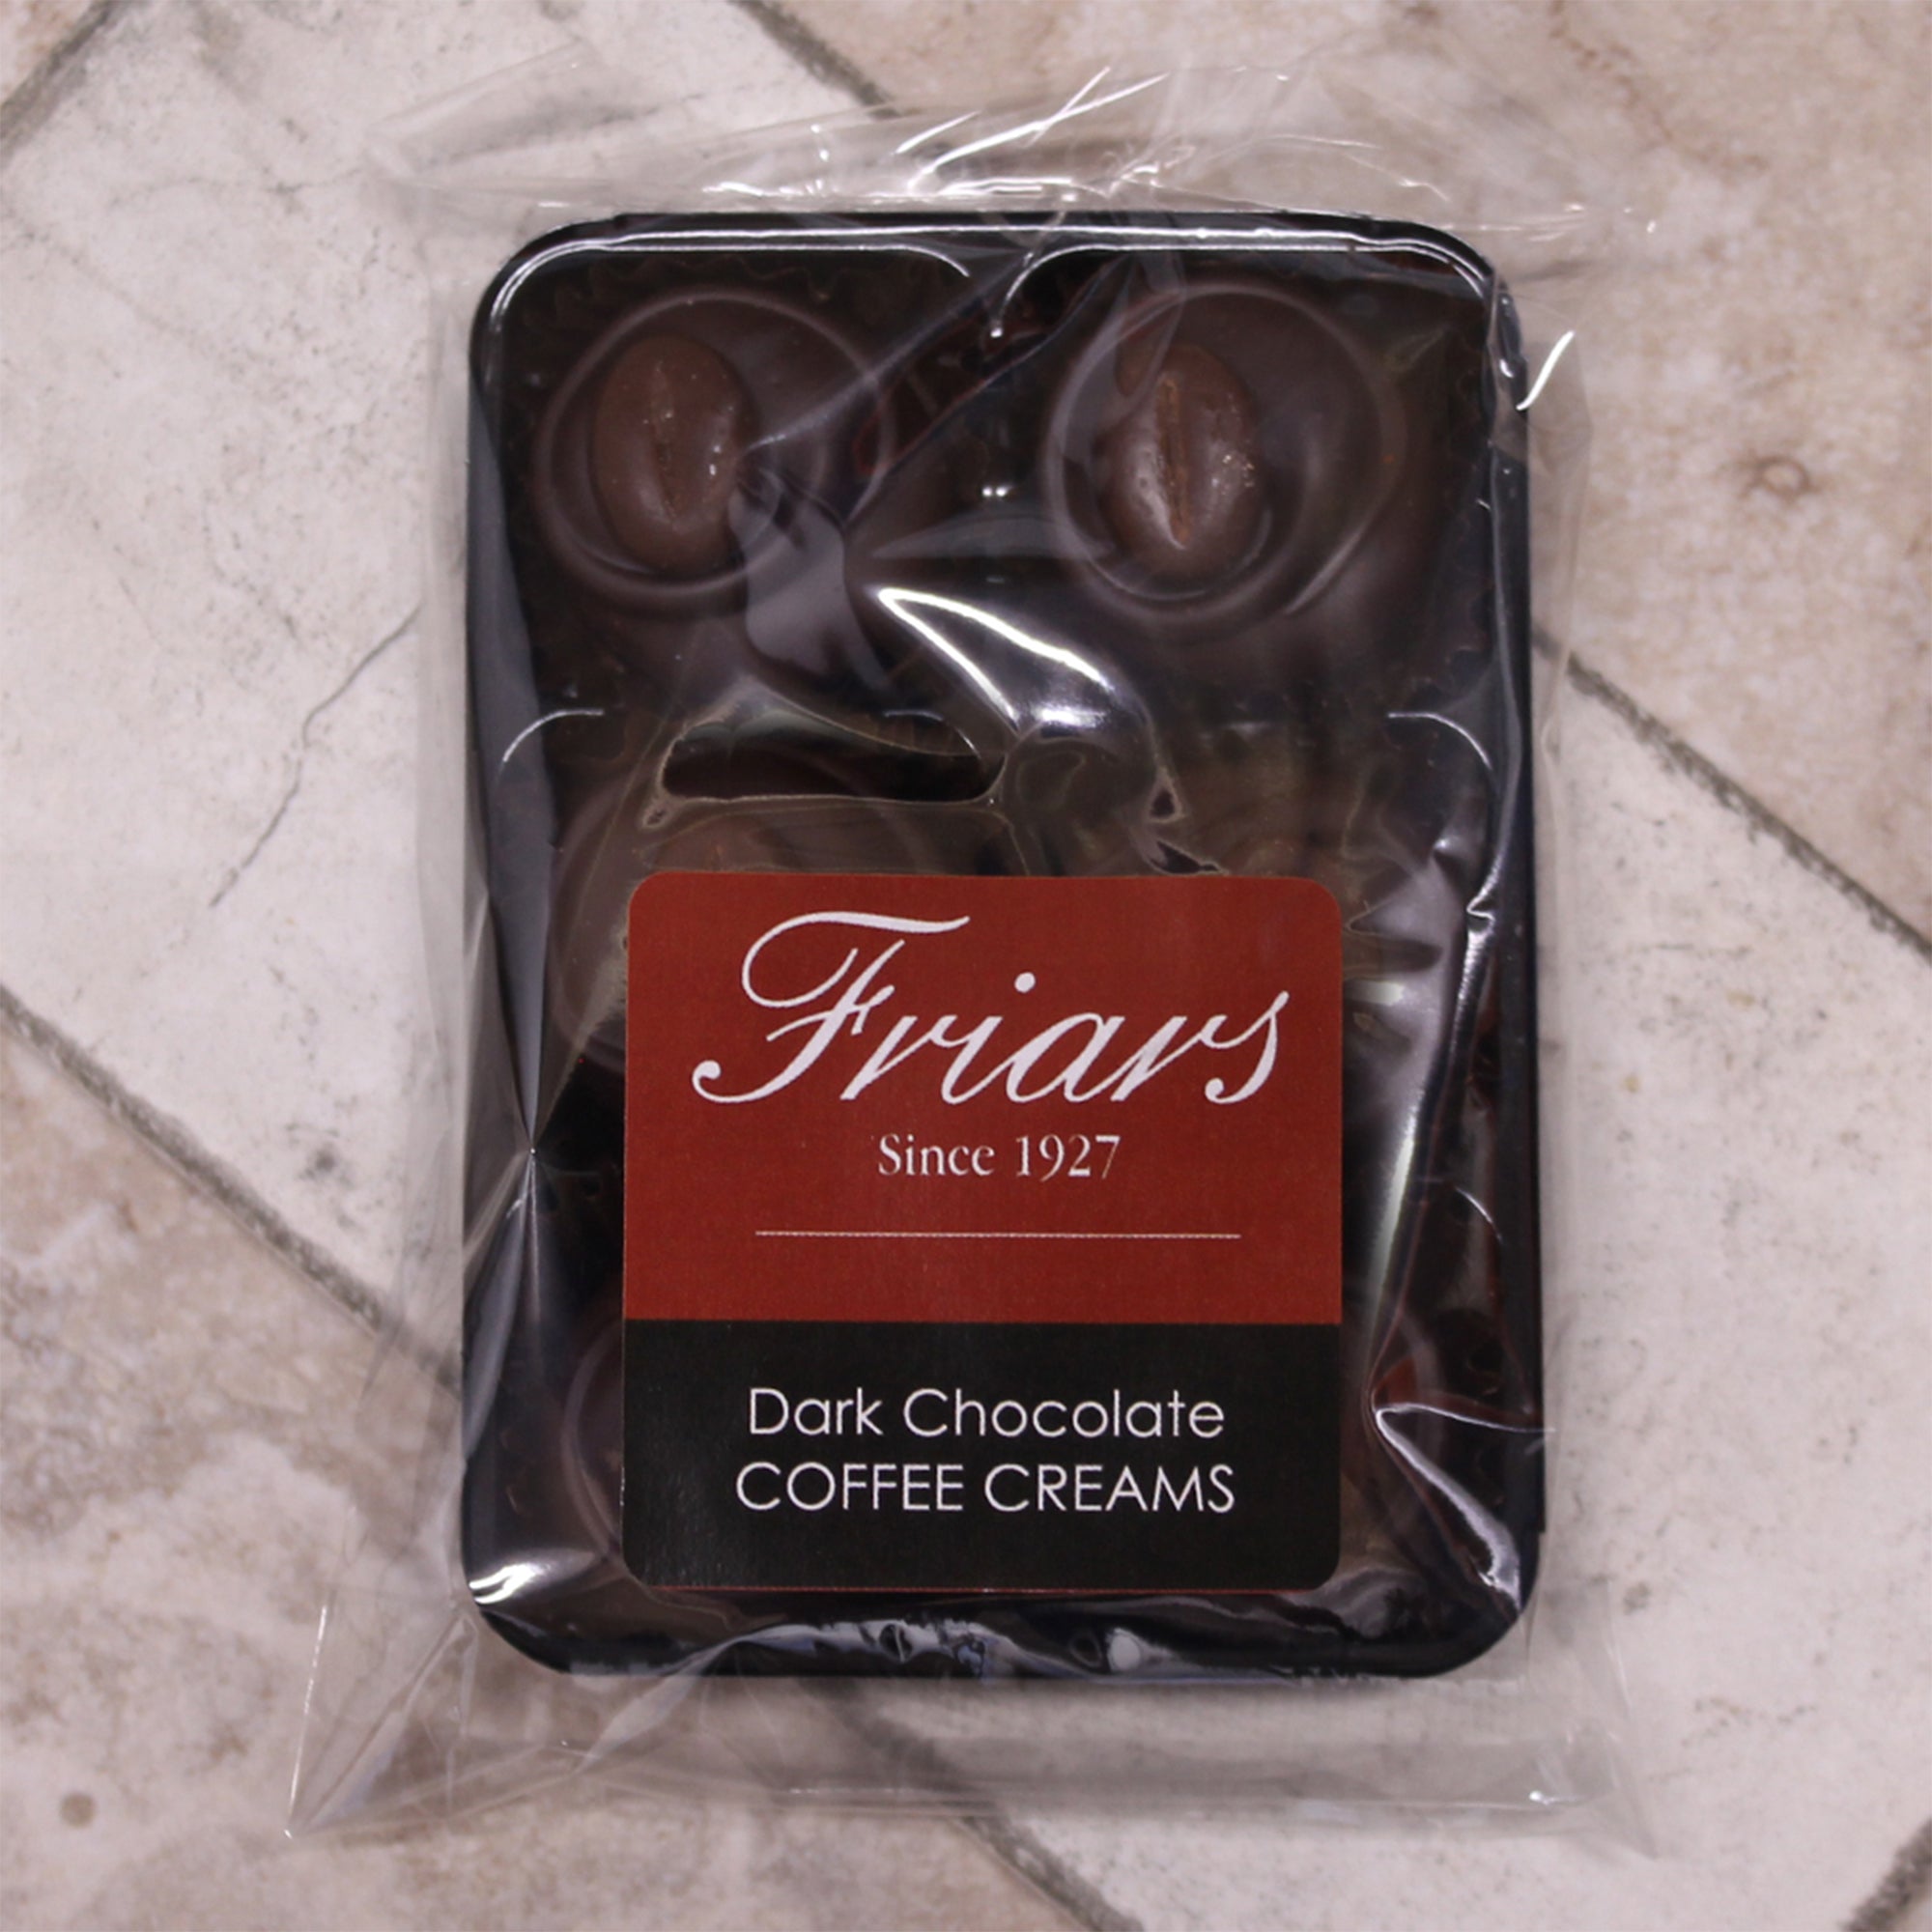 Friars
Since 1927
Dark Chocolate
COFFEE CREAMS